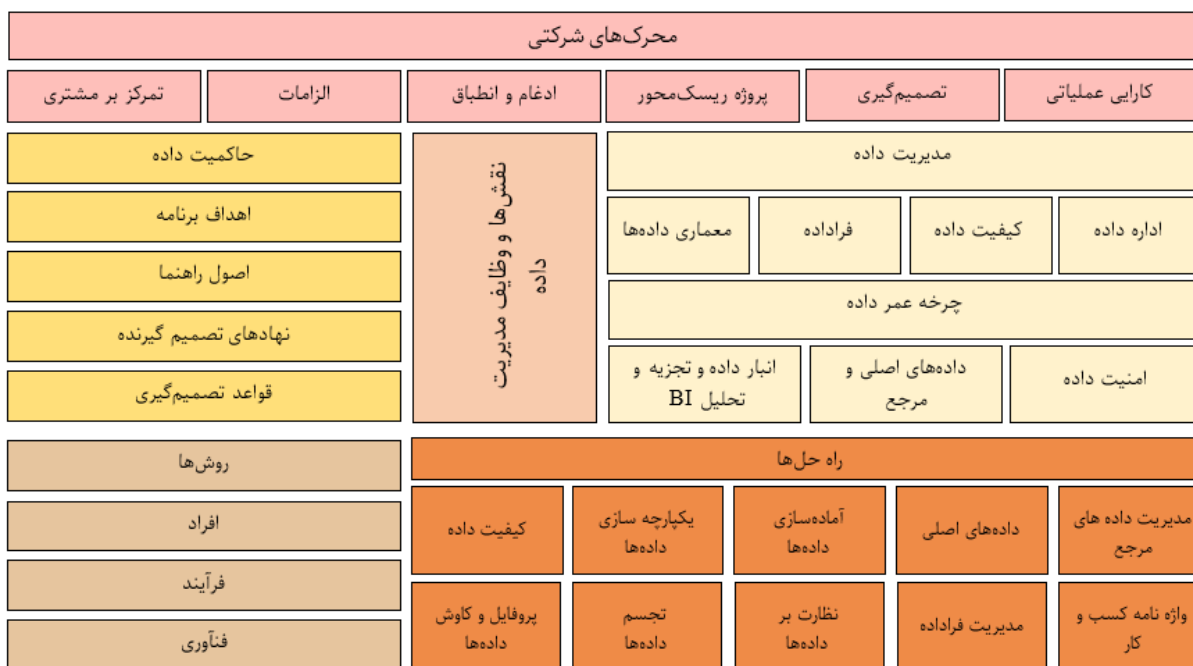 محرک‌های شرکتی
کارایی عملیاتی
تصمیم‌گیری
پروژه ریسک‌محور
ادغام و انطباق
الزامات
تمرکز بر مشتری
مدیریت داده
اداره داده
کیفیت داده
فراداده
معماری داده‌ها
چرخه عمر داده
امنیت داده
داده‌های اصلی و
مرجع
انبار داده و تجزیه و
تحلیل BI
نقش‌ها و وظایف مدیریت
داده
حاکمیت داده
اهداف برنامه
اصول راهنما
نهادهای تصمیم گیرنده
قواعد تصمیم‌گیری
راه حل‌ها
مدیریت داده های
مرجع
داده‌های اصلی
آماده‌سازی
داده‌ها
یکپارچه سازی
داده‌ها
کیفیت داده
واژه نامه کسب و
کار
مدیریت فراداده
نظارت بر
داده‌ها
تجسم
داده‌ها
پروفایل و کاوش
داده‌ها
روش‌ها
افراد
فرآیند
فنآوری